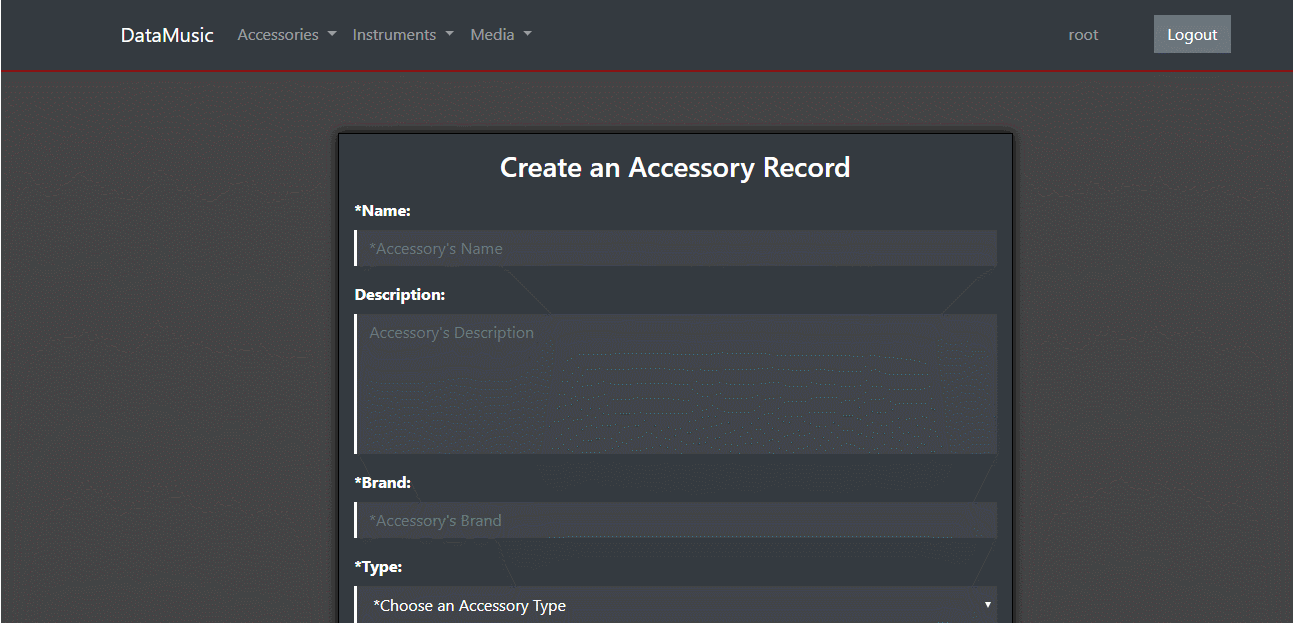 DataMusic Accessories Instruments Media root Logout
Create an Accessory Record
*Name:
*Accessory's Name
Description:
Accessory's Description
*Brand:
*Accessory's Brand
*Type:
*Choose an Accessory Type